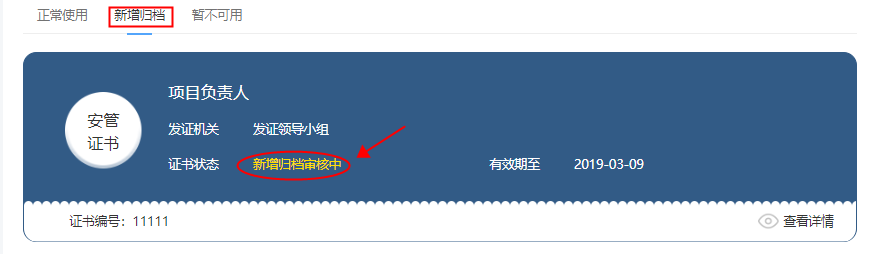 正常使用 新增归档 暂不可用
项目负责人
安管
证书
发证机关 发证领导小组
证书状态 新增归档审核中 有效期至 2019-03-09
证书编号：11111 查看详情